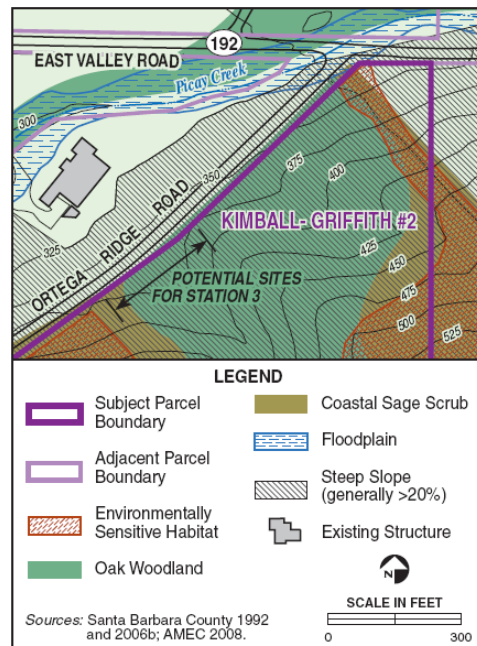 192
EAST VALLEY ROAD
Picay Creek
300
375
400
350
KIMBALL- GRIFFITH #2
325
ORTEGA RIDGE ROAD
425
450
POTENTIAL SITES
FOR STATION 3
475
500
525
LEGEND
Subject Parcel
Boundary
Adjacent Parcel
Boundary
Environmentally
Sensitive Habitat
Oak Woodland
Coastal Sage Scrub
Floodplain
Steep Slope
(generally >20%)
Existing Structure
N
Sources: Santa Barbara County 1992
and 2006b; AMEC 2008.
SCALE IN FEET
0 300